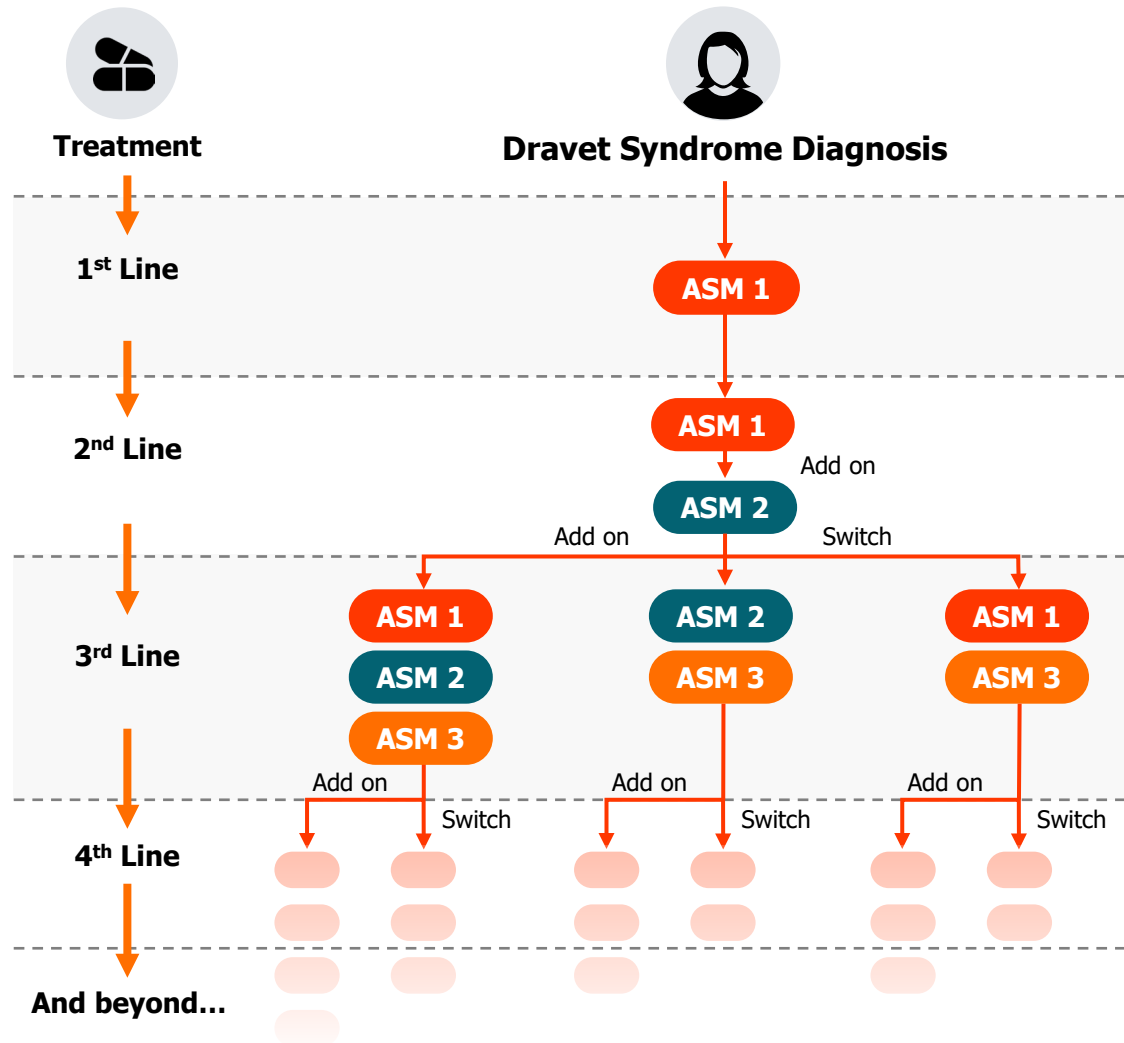 Treatment
Dravet Syndrome Diagnosis
1st Line
ASM 1
2nd Line
ASM 1
Add on
ASM 2
Add on
Switch
3rd Line
ASM 1
ASM 2
ASM 3
ASM 2
ASM 3
ASM 1
ASM 3
Add on
Switch
Add on
Switch
Add on
Switch
4th Line
And beyond...